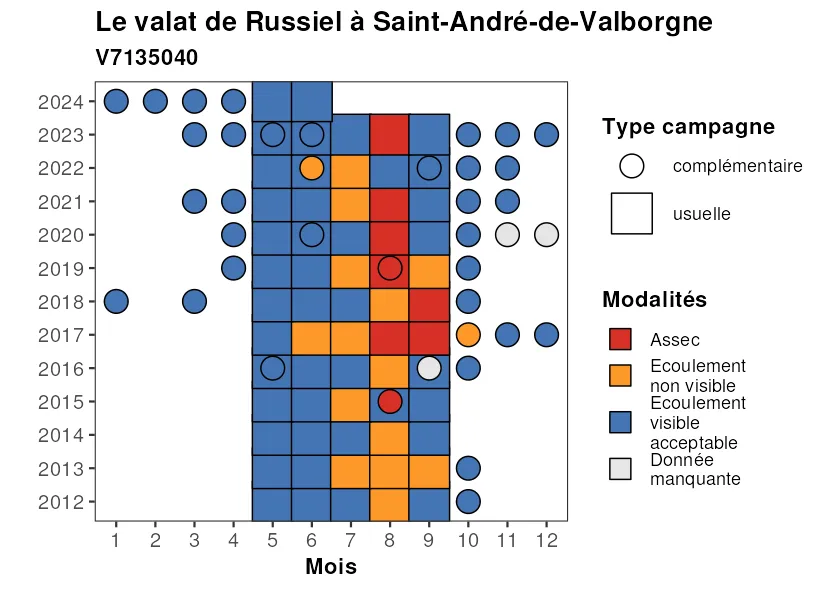 Le valat de Russiel à Saint-André-de-Valborgne
V7135040
2024
2023
2022
2021
2020
2019
2018
2017
2016
2015
2014
2013
2012
1 2 3 4 5 6 7 8 9 10 11 12
Mois
Type campagne
complémentaire
usuelle
Modalités
Assec
Ecoulement
non visible
Ecoulement
visible
acceptable
Donnée
manquante